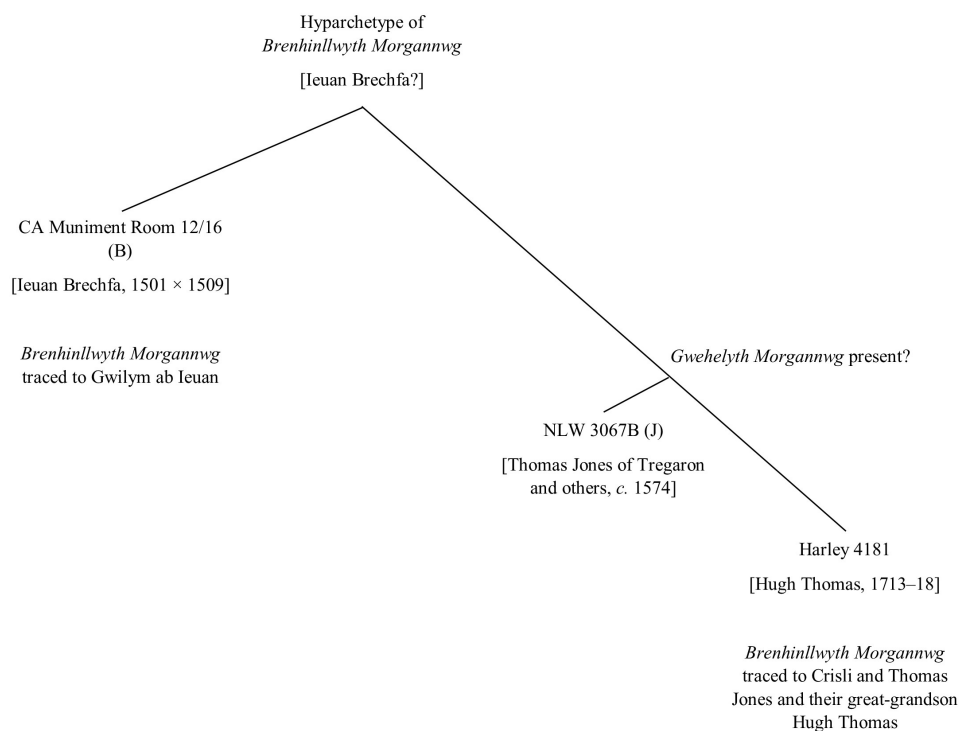 Hyparchetype of
Brenhinllwyth Morgannwg
[Ieuan Brechfa?]
CA Muniment Room 12/16
(B)
[Ieuan Brechfa, 1501 × 1509]
Brenhinllwyth Morgannwg
traced to Gwilym ab Ieuan
Gwehelyth Morgannwg present?
NLW 3067B (J)
[Thomas Jones of Tregaron
and others, c. 1574]
Harley 4181
[Hugh Thomas, 1713–18]
Brenhinllwyth Morgannwg
traced to Crisli and Thomas
Jones and their great-grandson
Hugh Thomas